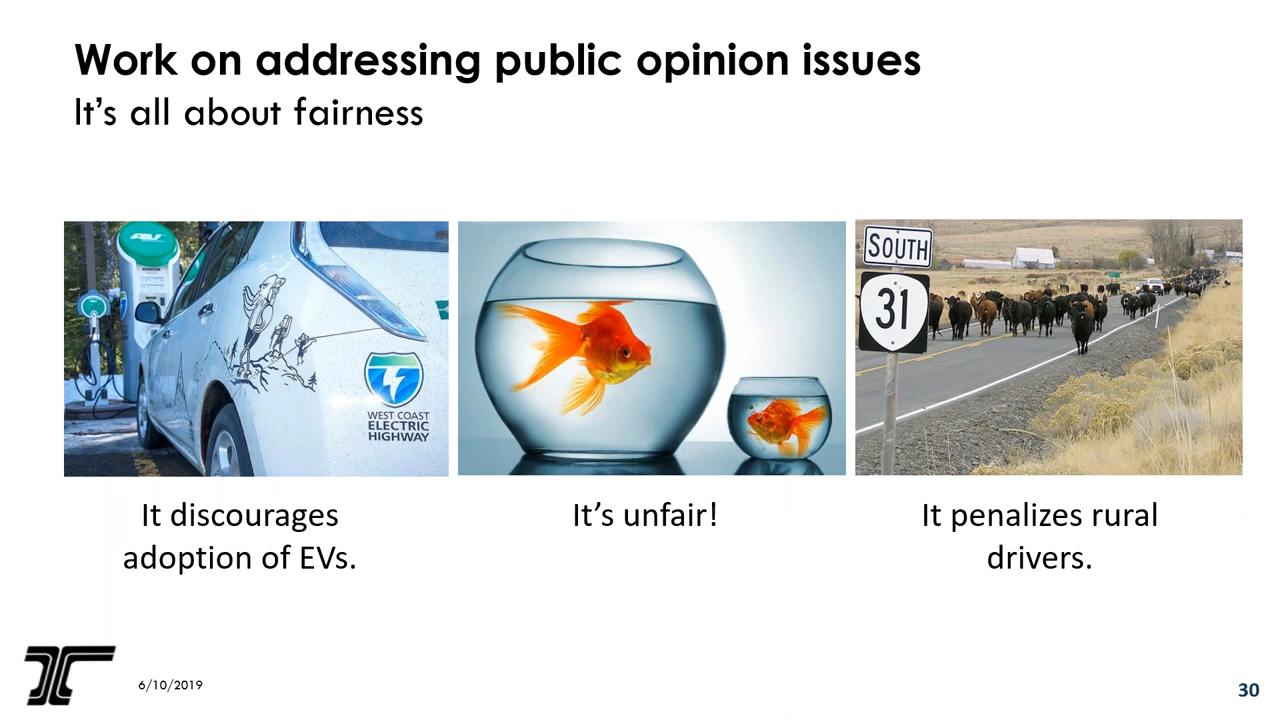 Work on addressing public opinion issues
It's all about fairness
WEST COAST
ELECTRIC
HIGHWAY
SOUTH
31
It discourages
adoption of EVs.
It's unfair!
It penalizes rural
drivers.
6/10/2019
30